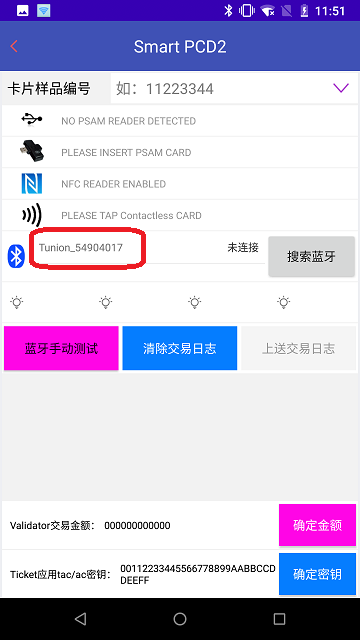 11:51
Smart PCD2
卡片样品编号 如：11223344
NO PSAM READER DETECTED
PLEASE INSERT PSAM CARD
NFC READER ENABLED
PLEASE TAP Contactless CARD
Tunion_54904017 未连接 搜索蓝牙
蓝牙手动测试 清除交易日志 上送交易日志
Validator交易金额： 000000000000 确定金额
Ticket应用tac/ac密钥： 00112233445566778899AABBCCD
DEEFF 确定密钥